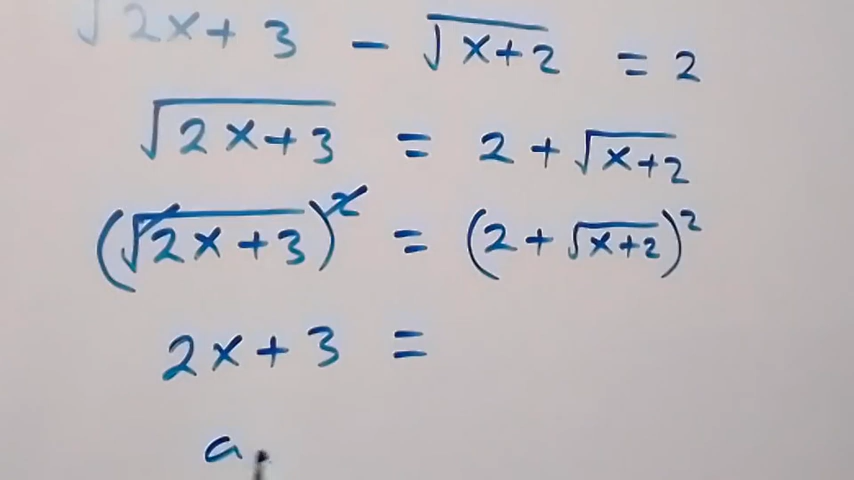 √2x+3 - √x+2 = 2
√2x+3 = 2 + √x+2
(√2x+3)² = (2+√x+2)²
2x+3 =
a